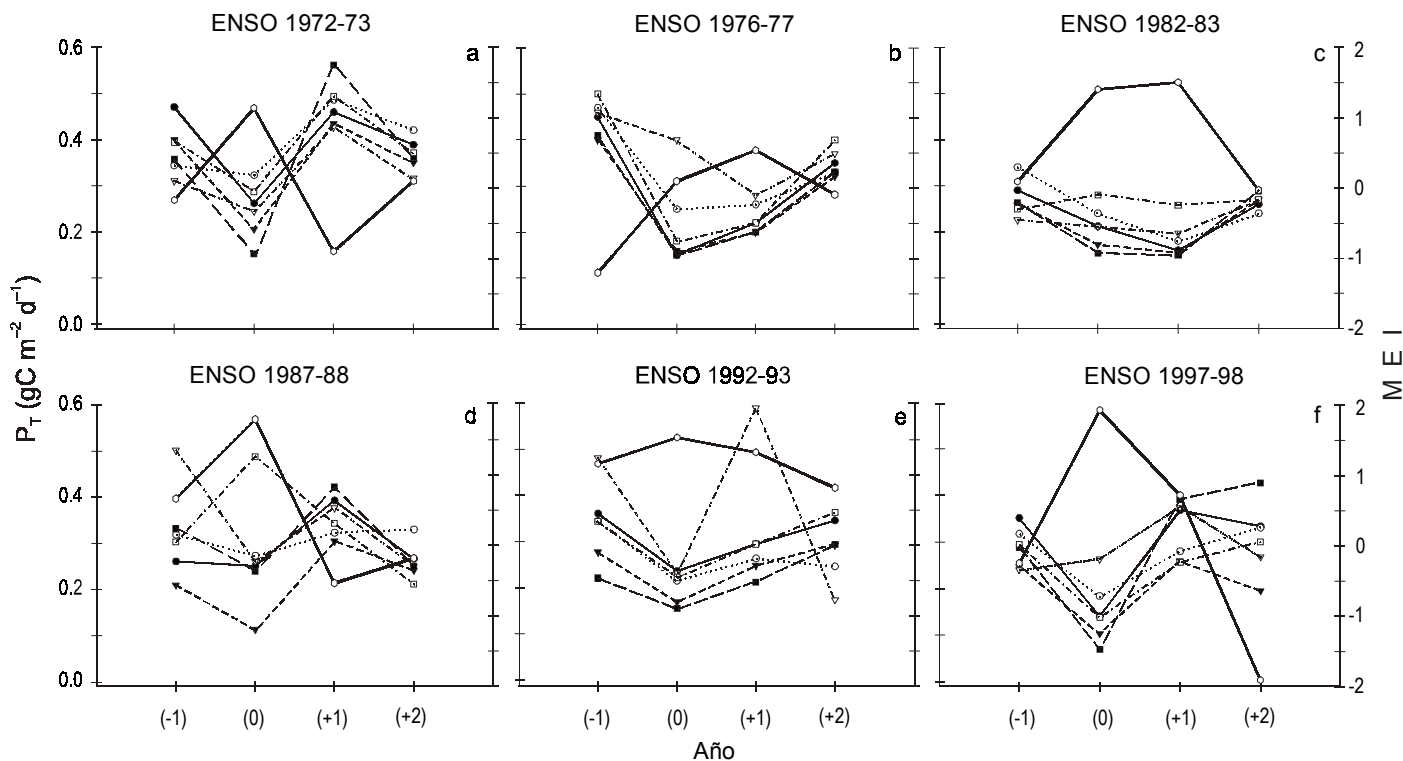 ENSO 1972-73
ENSO 1976-77
ENSO 1982-83
0.6
a
b
c
2
0.4
1
0
0.2
-1
0.0
-2
P_T (gC m⁻² d⁻¹)
M E I
ENSO 1987-88
ENSO 1992-93
ENSO 1997-98
0.6
d
e
f
2
0.4
1
0
0.2
-1
0.0
-2
(-1) (0) (+1) (+2)
(-1) (0) (+1) (+2)
(-1) (0) (+1) (+2)
Año